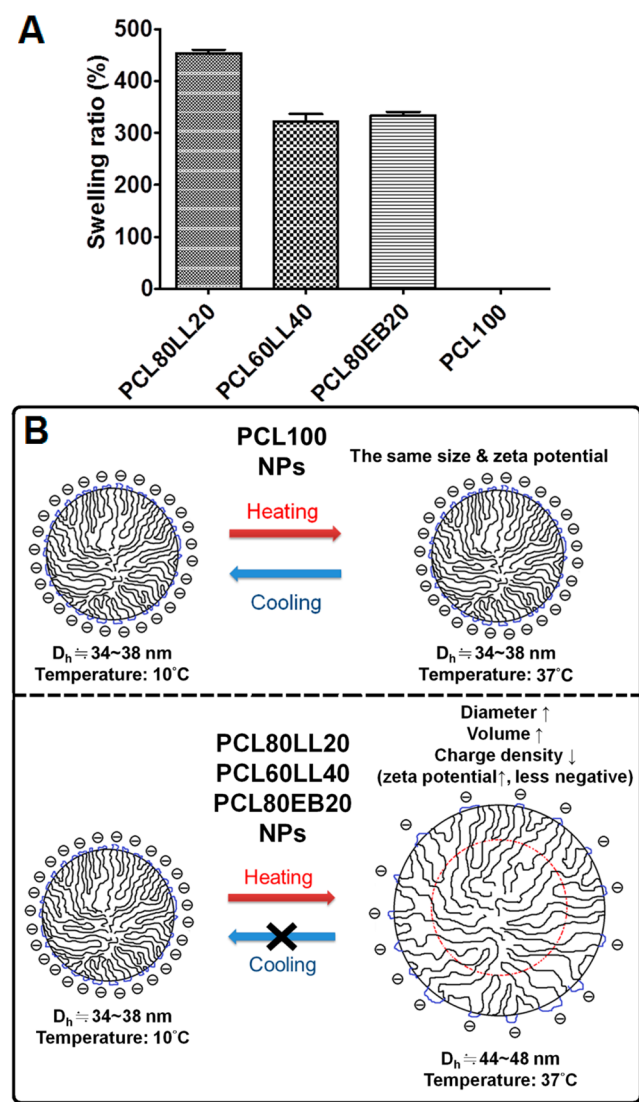 A
Swelling ratio (%)
500
400
300
200
100
0
PCL80LL20
PCL60LL40
PCL80EB20
PCL100
B
PCL100
NPs
The same size & zeta potential
Heating
Cooling
Dₕ≒34~38 nm
Temperature: 10°C
Dₕ≒34~38 nm
Temperature: 37°C
Diameter ↑
Volume ↑
Charge density ↓
(zeta potential↑, less negative)
PCL80LL20
PCL60LL40
PCL80EB20
NPs
Heating
Cooling
Dₕ≒34~38 nm
Temperature: 10°C
Dₕ≒44~48 nm
Temperature: 37°C